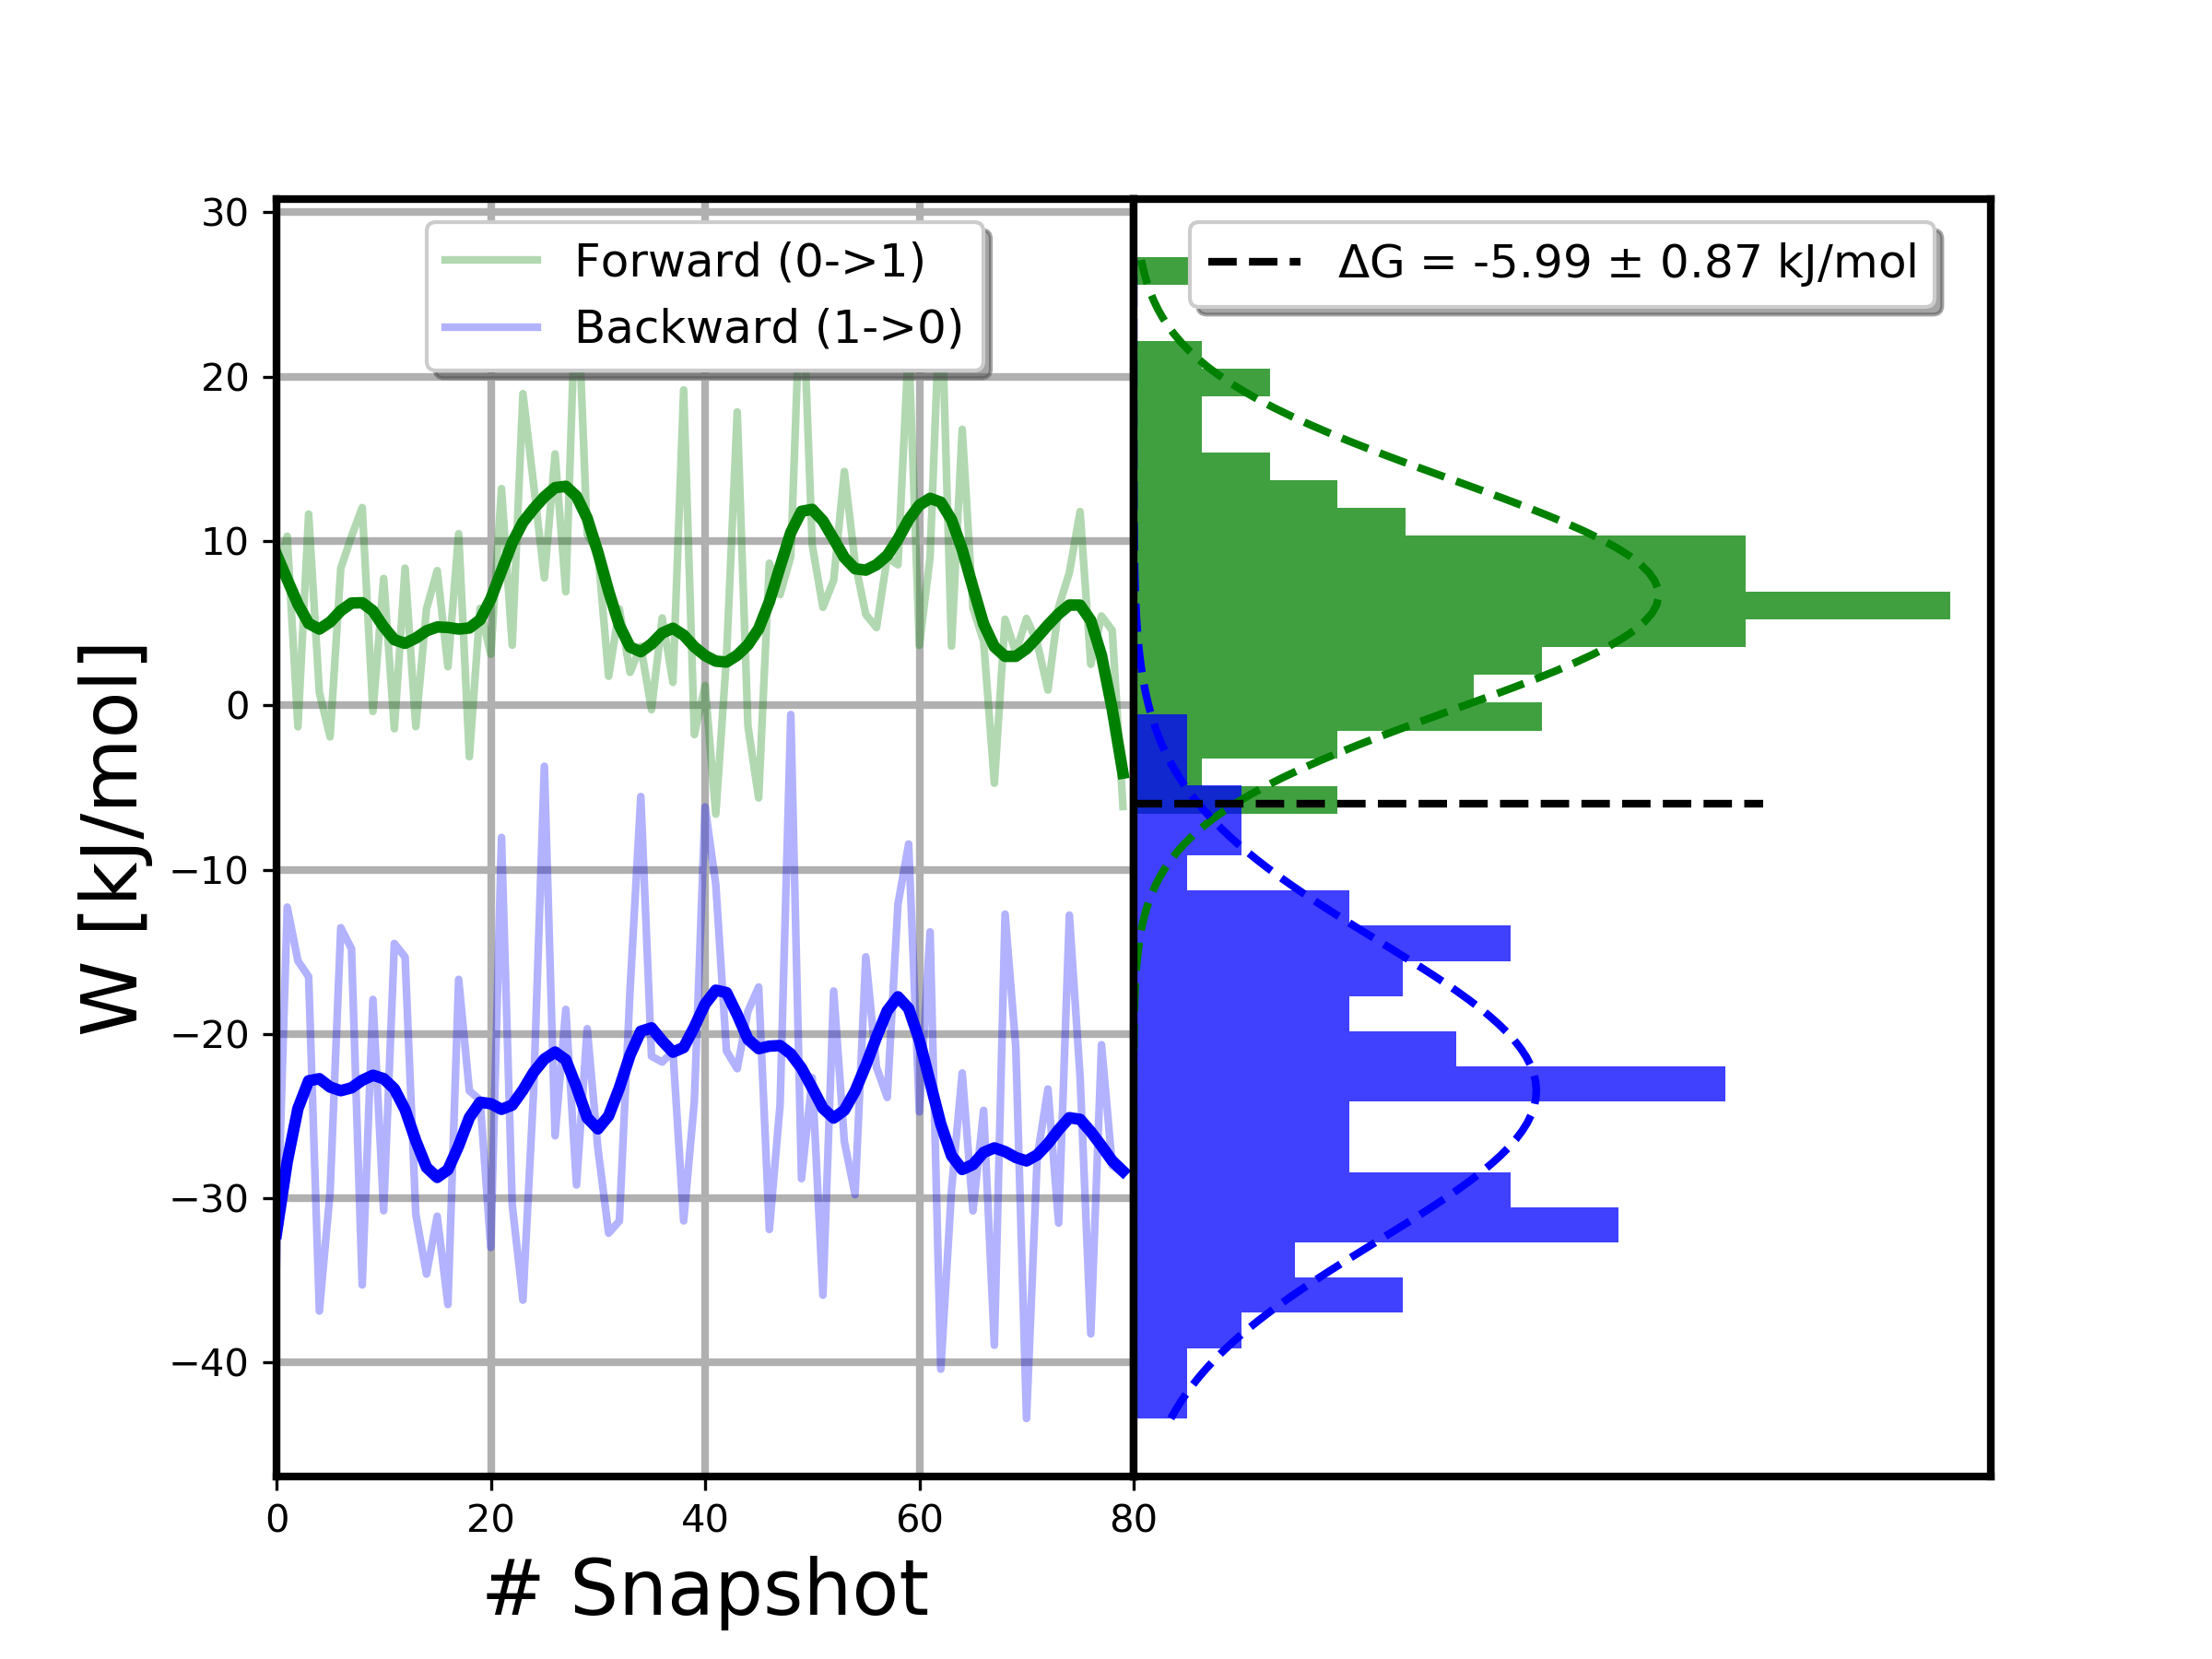 Forward (0->1)
Backward (1->0)
ΔG = -5.99 ± 0.87 kJ/mol
30
20
10
0
−10
−20
−30
−40
W [kJ/mol]
0 20 40 60 80
# Snapshot